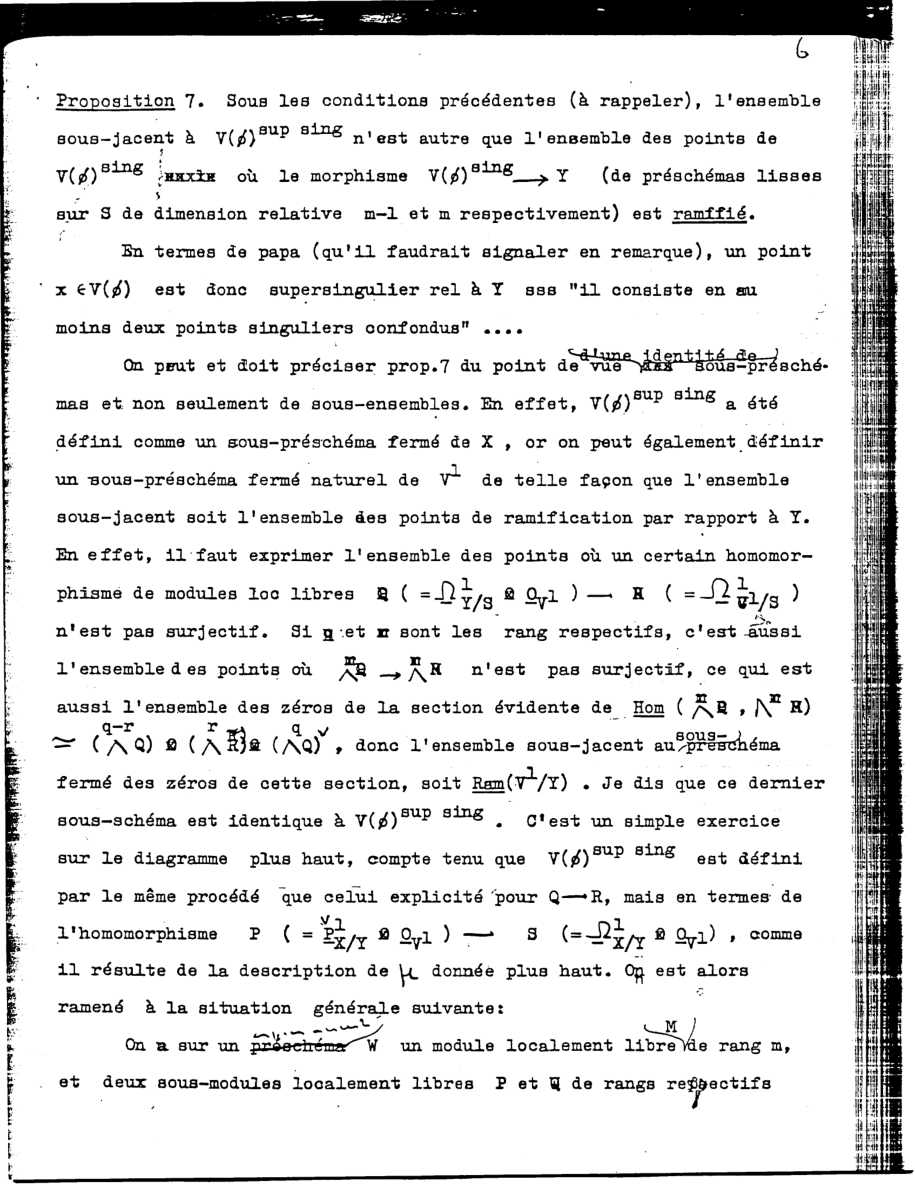 6
Proposition 7. Sous les conditions précédentes (à rappeler), l'ensemble
sous-jacent à V(ϕ)^sup sing n'est autre que l'ensemble des points de
V(ϕ)^sing où le morphisme V(ϕ)^sing ⟶ Y (de préschémas lisses
sur S de dimension relative m-1 et m respectivement) est ramffié.
En termes de papa (qu'il faudrait signaler en remarque), un point
x ∈ V(ϕ) est donc supersingulier rel à Y sss "il consiste en au
moins deux points singuliers confondus" ....
On peut et doit préciser prop.7 du point de vue d'une identité de sous-présché-
mas et non seulement de sous-ensembles. En effet, V(ϕ)^sup sing a été
défini comme un sous-préschéma fermé de X , or on peut également définir
un sous-préschéma fermé naturel de V^1 de telle façon que l'ensemble
sous-jacent soit l'ensemble des points de ramification par rapport à Y.
En effet, il faut exprimer l'ensemble des points où un certain homomor-
phisme de modules loc libres Q ( = Ω^1_Y/S ⊗ O_V1 ) — R ( = Ω^1_V1/S )
n'est pas surjectif. Si q et r sont les rang respectifs, c'est aussi
l'ensemble des points où ⋀^r Q → ⋀^r R n'est pas surjectif, ce qui est
aussi l'ensemble des zéros de la section évidente de Hom ( ⋀^r Q , ⋀^r R)
≃ (⋀^q-r Q) ⊗ (⋀^r R) ⊗ (⋀^q Q)^∨ , donc l'ensemble sous-jacent au sous-préschéma
fermé des zéros de cette section, soit Ram(V^1/Y) . Je dis que ce dernier
sous-schéma est identique à V(ϕ)^sup sing . C'est un simple exercice
sur le diagramme plus haut, compte tenu que V(ϕ)^sup sing est défini
par le même procédé que celui explicité pour Q—→R, mais en termes de
l'homomorphisme P ( = P^∨1_X/Y ⊗ O_V1 ) — S (= Ω^1_X/Y ⊗ O_V1) , comme
il résulte de la description de μ donnée plus haut. On est alors
ramené à la situation générale suivante:
On a sur un W un module localement libre M de rang m,
et deux sous-modules localement libres P et Q de rangs respectifs